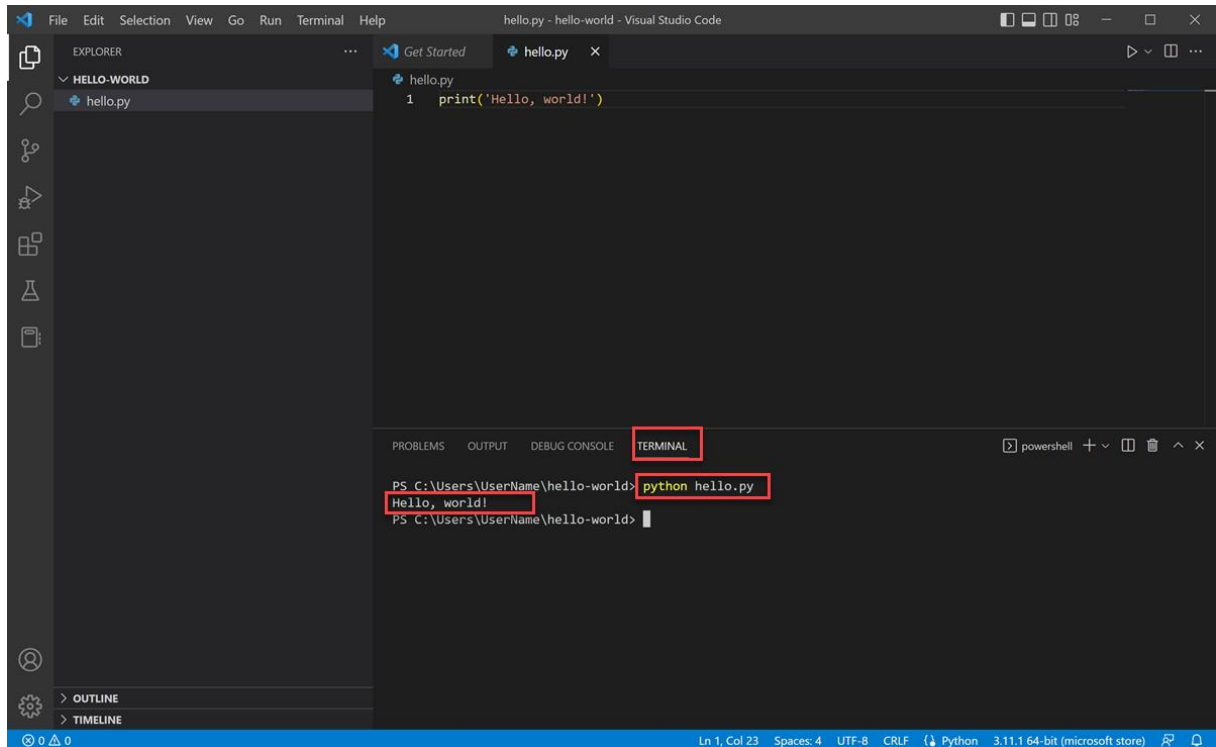 File Edit Selection View Go Run Terminal Help hello.py - hello-world - Visual Studio Code
EXPLORER
HELLO-WORLD
hello.py
Get Started hello.py
hello.py
1 print('Hello, world!')
PROBLEMS OUTPUT DEBUG CONSOLE TERMINAL powershell
PS C:\Users\UserName\hello-world> python hello.py
Hello, world!
PS C:\Users\UserName\hello-world>
OUTLINE
TIMELINE
0 0 Ln 1, Col 23 Spaces: 4 UTF-8 CRLF Python 3.11.1 64-bit (microsoft store)